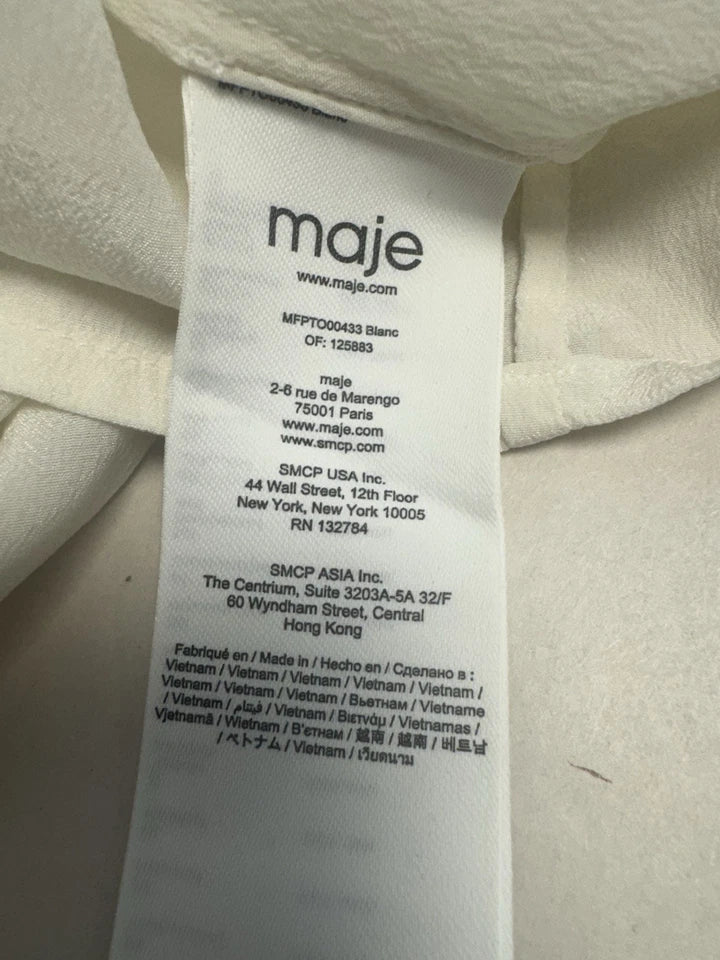 MFPTO00433 Blanc
maje
www.maje.com
MFPTO00433 Blanc
OF: 125883
maje
2-6 rue de Marengo
75001 Paris
www.maje.com
www.smcp.com
SMCP USA Inc.
44 Wall Street, 12th Floor
New York, New York 10005
RN 132784
SMCP ASIA Inc.
The Centrium, Suite 3203A-5A 32/F
60 Wyndham Street, Central
Hong Kong
Fabriqué en / Made in / Hecho en / Сделано в :
Vietnam / Vietnam / Vietnam / Vietnam / Vietnam /
Vietnam / Vietnam / Vietnam / Вьетнам / Vietname
/ Vietnam / فيتنام / Vietnam / Βιετνάμ / Vietnamas /
Vjetnamā / Wietnam / В'єтнам / 越南 / 越南 / 베트남
/ ベトナム / Vietnam / เวียดนาม